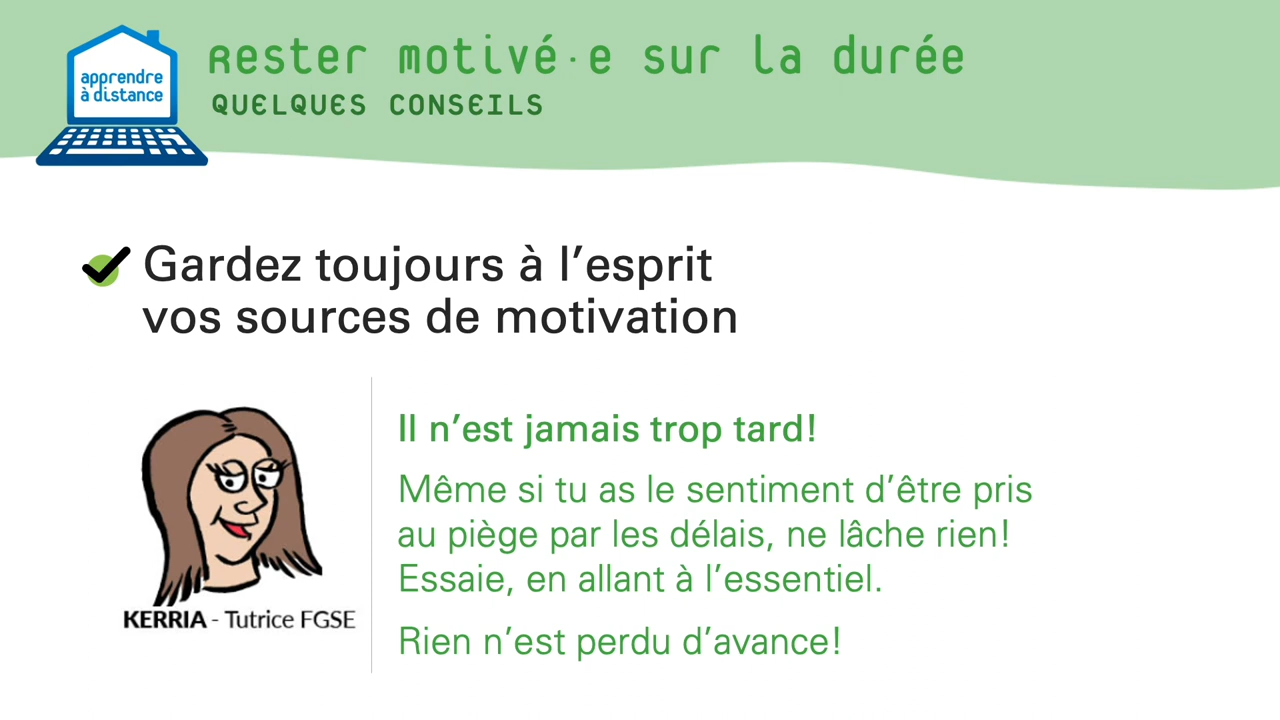 apprendre
à distance
Rester motivé·e sur la durée
QUELQUES CONSEILS
Gardez toujours à l’esprit
vos sources de motivation
Il n’est jamais trop tard!
Même si tu as le sentiment d’être pris
au piège par les délais, ne lâche rien!
Essaie, en allant à l’essentiel.
Rien n’est perdu d’avance!
KERRIA - Tutrice FGSE